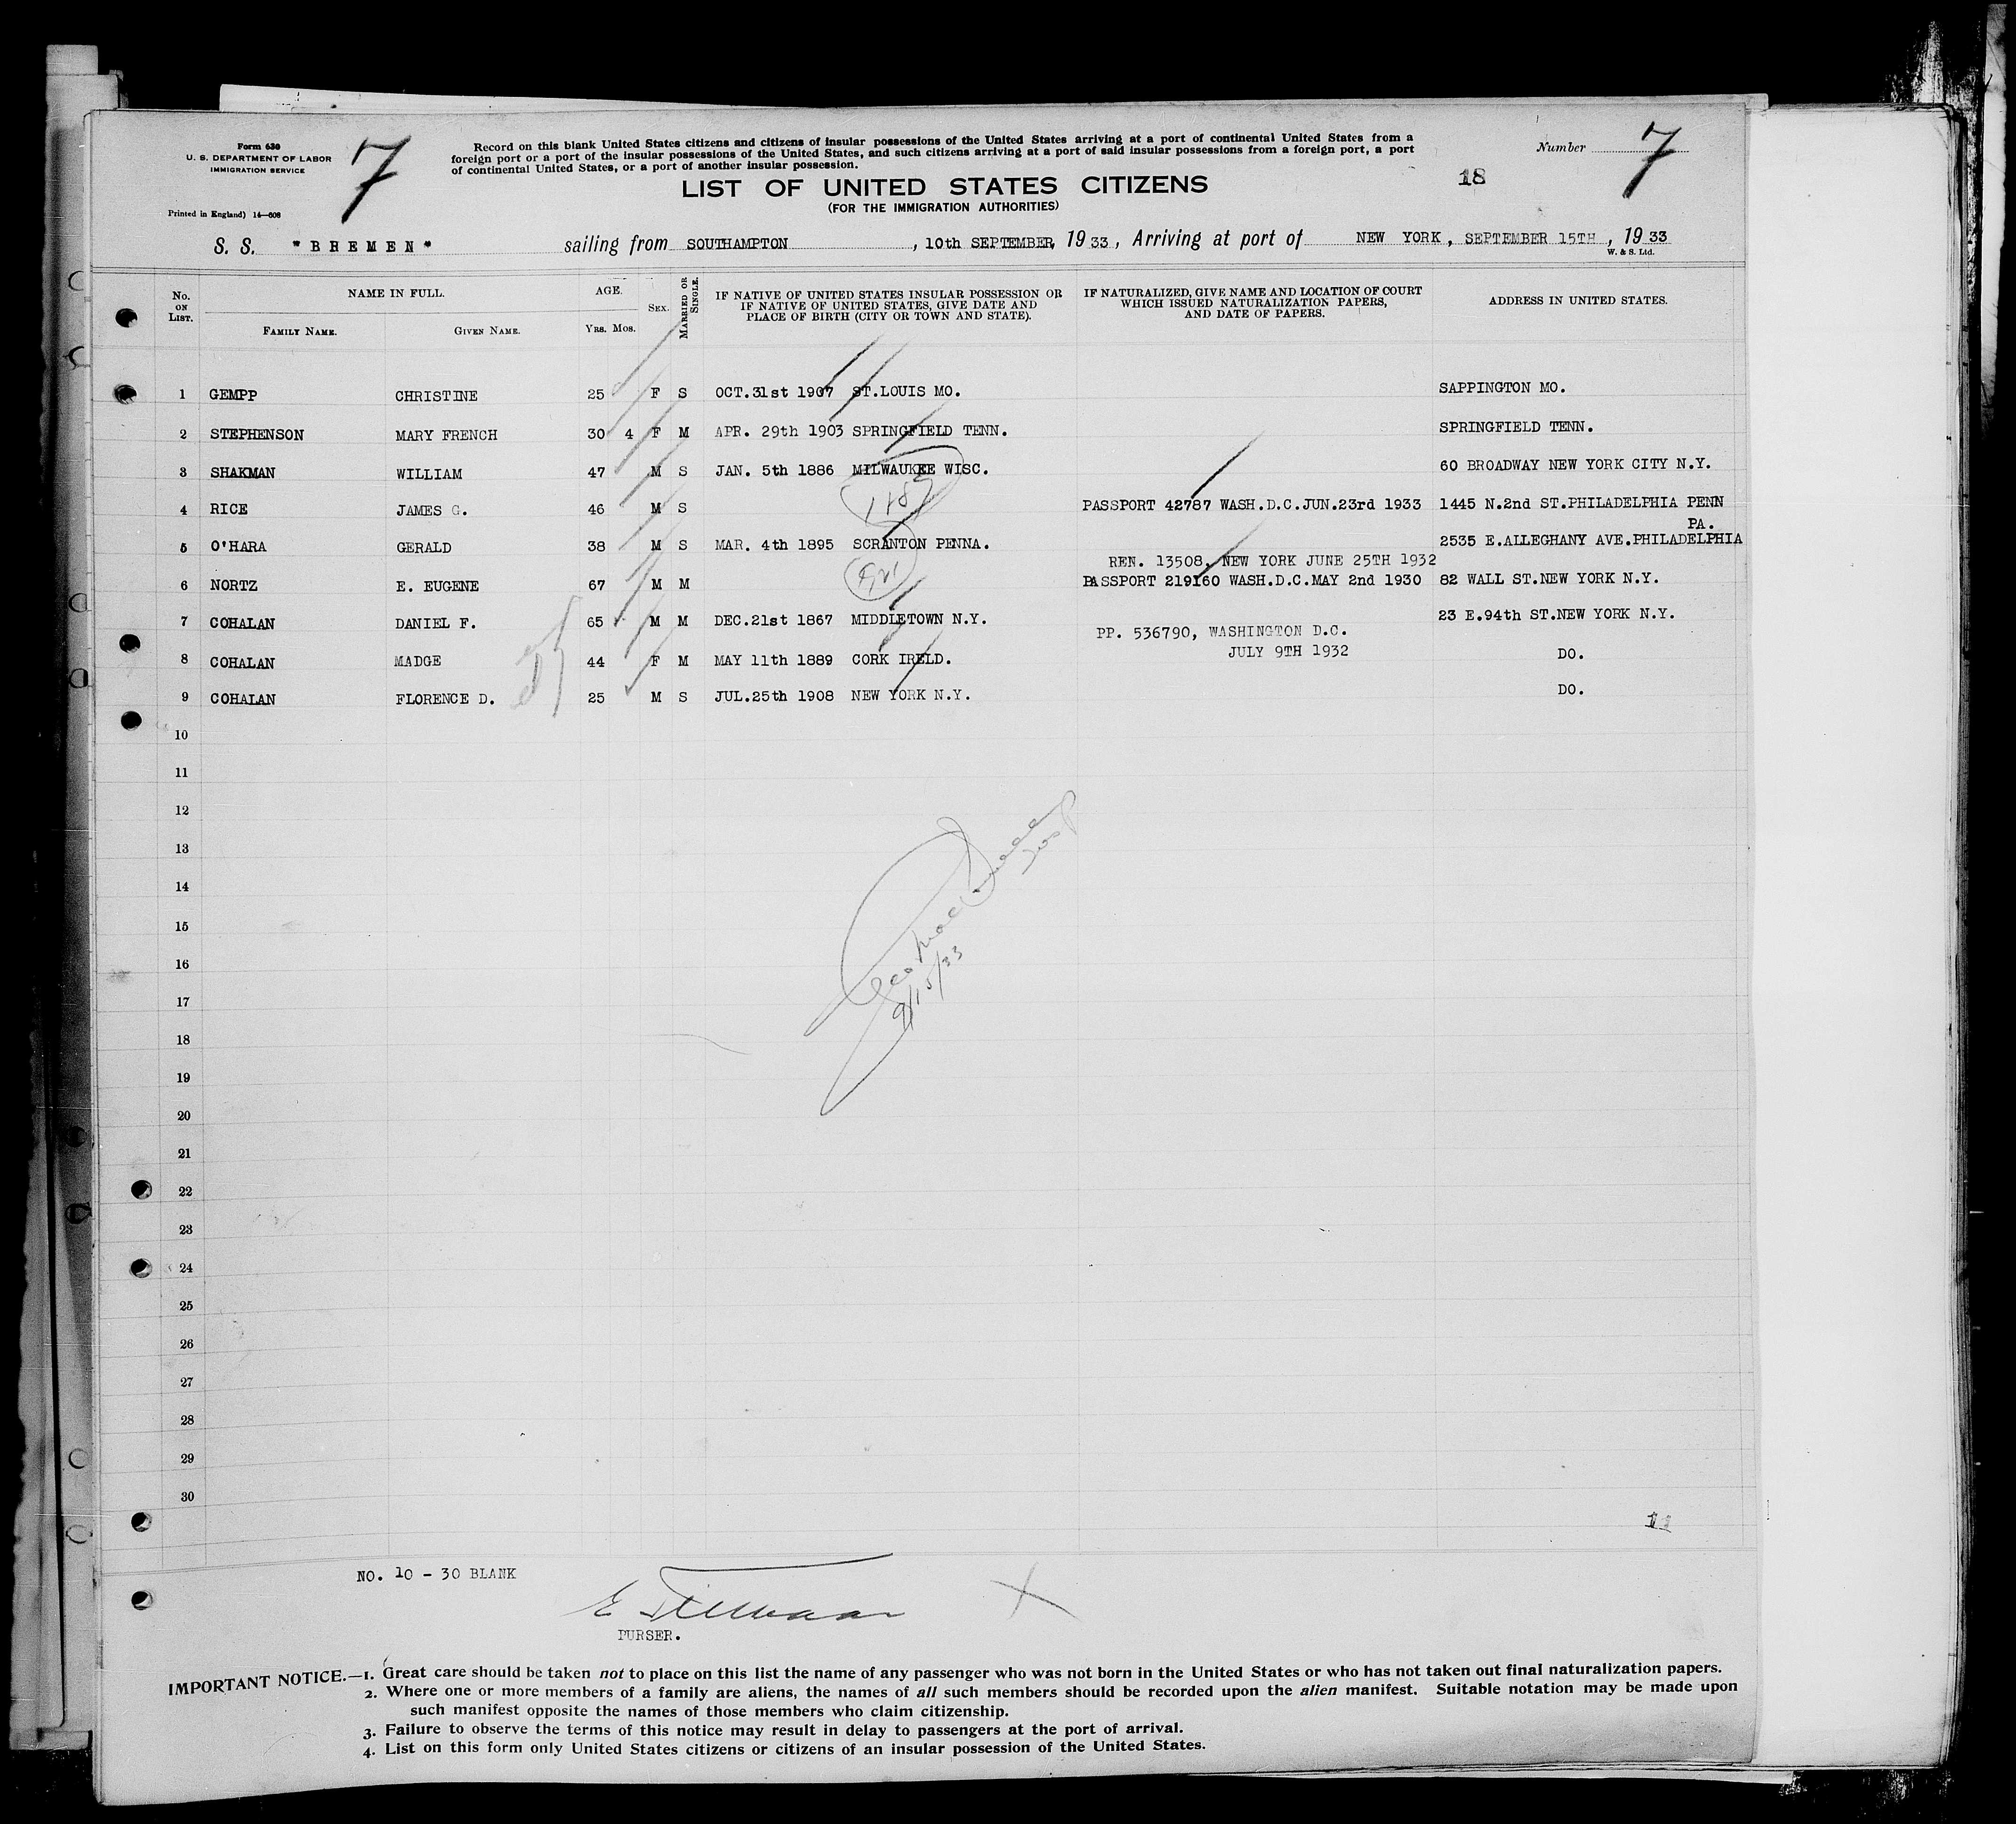 Form 630
U. S. DEPARTMENT OF LABOR
IMMIGRATION SERVICE
7
Record on this blank United States citizens and citizens of insular possessions of the United States arriving at a port of continental United States from a
foreign port or a port of the insular possessions of the United States, and such citizens arriving at a port of said insular possessions from a foreign port, a port
of continental United States, or a port of another insular possession.
Number 7
18
LIST OF UNITED STATES CITIZENS
(FOR THE IMMIGRATION AUTHORITIES)
Printed in England) 14—608
S. S. "BREMEN" sailing from SOUTHAMPTON, 10th SEPTEMBER, 1933, Arriving at port of NEW YORK, SEPTEMBER 15TH, 1933
W. & S. Ltd.
No. ON LIST. NAME IN FULL. FAMILY NAME. GIVEN NAME. AGE. YRS. MOS. SEX. MARRIED OR SINGLE. IF NATIVE OF UNITED STATES INSULAR POSSESSION OR IF NATIVE OF UNITED STATES, GIVE DATE AND PLACE OF BIRTH (CITY OR TOWN AND STATE). IF NATURALIZED, GIVE NAME AND LOCATION OF COURT WHICH ISSUED NATURALIZATION PAPERS, AND DATE OF PAPERS. ADDRESS IN UNITED STATES.
1 GEMPP CHRISTINE 25 F S OCT.31st 1907 ST.LOUIS MO. SAPPINGTON MO.
2 STEPHENSON MARY FRENCH 30 4 F M APR. 29th 1903 SPRINGFIELD TENN. SPRINGFIELD TENN.
3 SHAKMAN WILLIAM 47 M S JAN. 5th 1886 MILWAUKEE WISC. 60 BROADWAY NEW YORK CITY N.Y.
4 RICE JAMES G. 46 M S PASSPORT 42787 WASH.D.C.JUN.23rd 1933 1445 N.2nd ST.PHILADELPHIA PENN
PA.
5 O'HARA GERALD 38 M S MAR. 4th 1895 SCRANTON PENNA. 2535 E.ALLEGHANY AVE.PHILADELPHIA
REN. 13508, NEW YORK JUNE 25TH 1932
6 NORTZ E. EUGENE 67 M M PASSPORT 219160 WASH.D.C.MAY 2nd 1930 82 WALL ST.NEW YORK N.Y.
7 COHALAN DANIEL F. 65 M M DEC.21st 1867 MIDDLETOWN N.Y. 23 E.94th ST.NEW YORK N.Y.
PP. 536790, WASHINGTON D.C.
JULY 9TH 1932
8 COHALAN MADGE 44 F M MAY 11th 1889 CORK IRELD. DO.
9 COHALAN FLORENCE D. 25 M S JUL.25th 1908 NEW YORK N.Y. DO.
10
11
12
13
14
15
16
9/15/33
17
18
19
20
21
22
23
24
25
26
27
28
29
30
11
NO. 10 - 30 BLANK
PURSER.
IMPORTANT NOTICE.—1. Great care should be taken not to place on this list the name of any passenger who was not born in the United States or who has not taken out final naturalization papers.
2. Where one or more members of a family are aliens, the names of all such members should be recorded upon the alien manifest. Suitable notation may be made upon
such manifest opposite the names of those members who claim citizenship.
3. Failure to observe the terms of this notice may result in delay to passengers at the port of arrival.
4. List on this form only United States citizens or citizens of an insular possession of the United States.